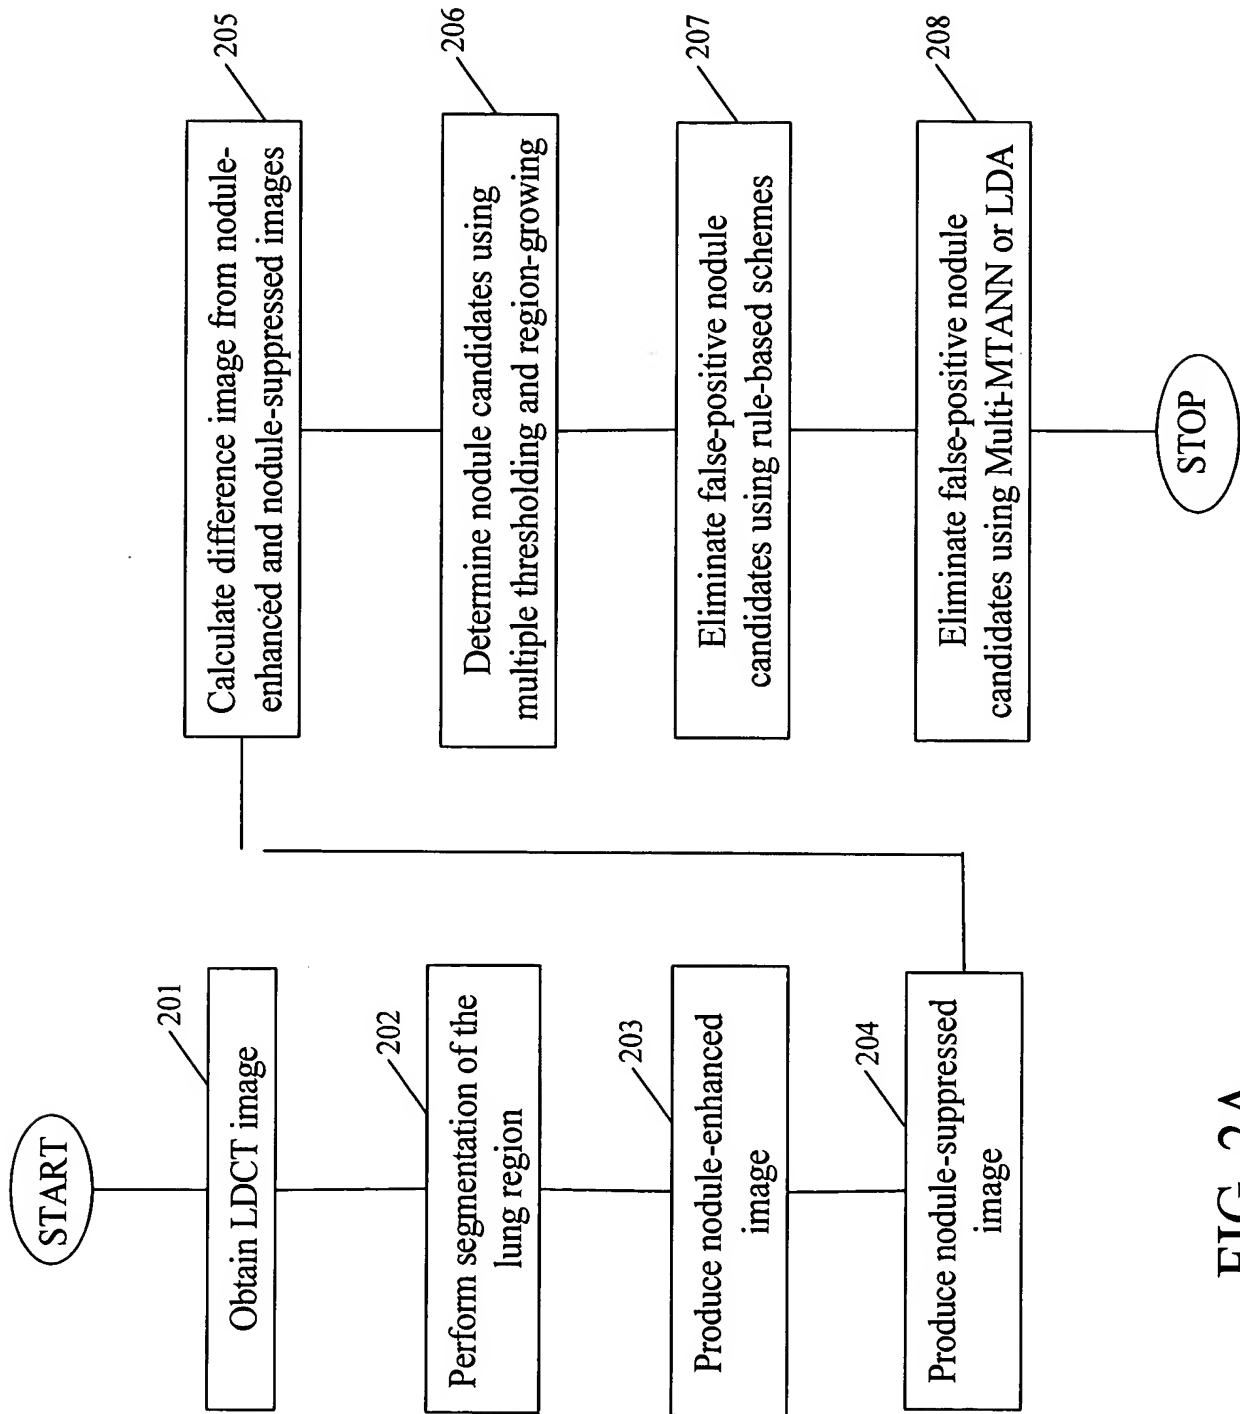 START
201
Obtain LDCT image
202
Perform segmentation of the
lung region
203
Produce nodule-enhanced
image
204
Produce nodule-suppressed
image
205
Calculate difference image from nodule-
enhanced and nodule-suppressed images
206
Determine nodule candidates using
multiple thresholding and region-growing
207
Eliminate false-positive nodule
candidates using rule-based schemes
208
Eliminate false-positive nodule
candidates using Multi-MTANN or LDA
STOP
FIG. 2A